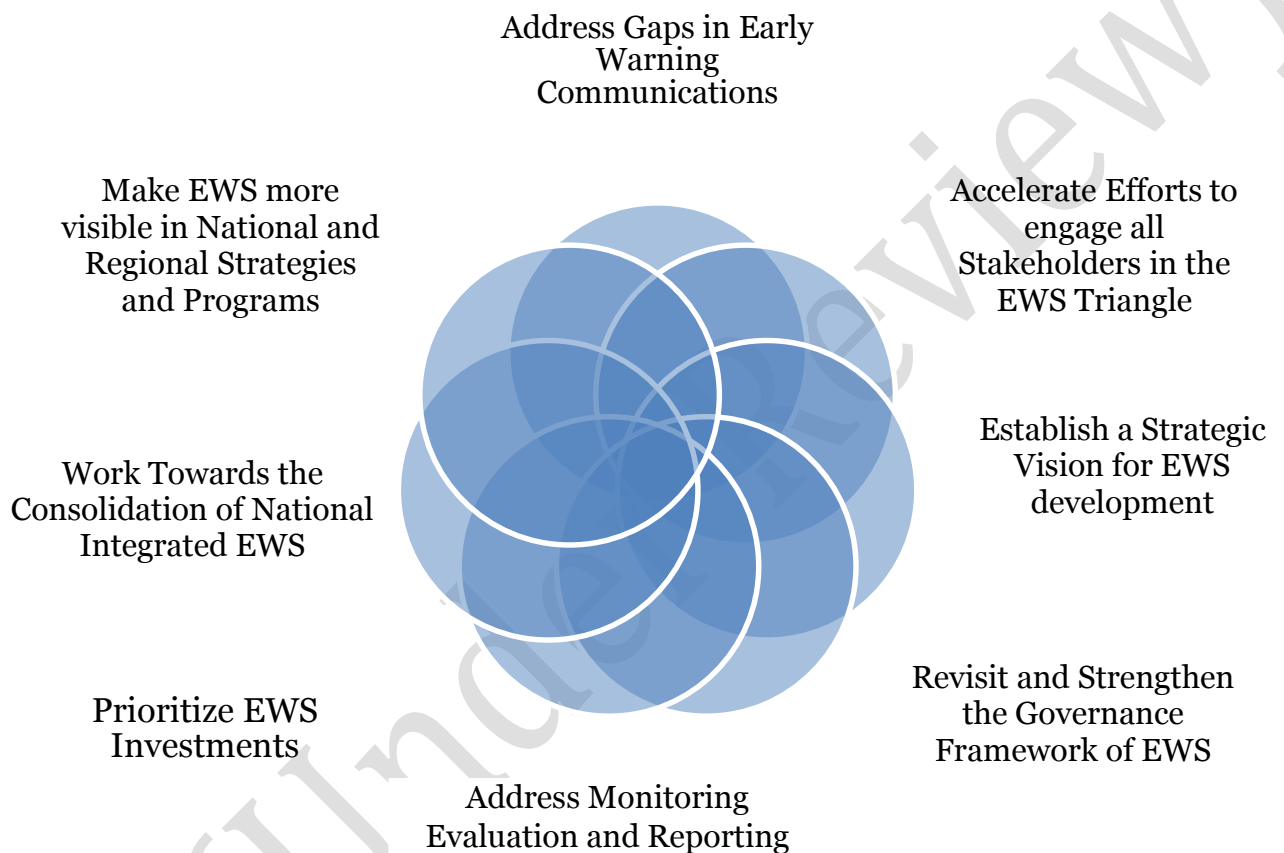 Address Gaps in Early
Warning
Communications
Accelerate Efforts to
engage all
Stakeholders in the
EWS Triangle
Establish a Strategic
Vision for EWS
development
Revisit and Strengthen
the Governance
Framework of EWS
Address Monitoring
Evaluation and Reporting
Prioritize EWS
Investments
Work Towards the
Consolidation of National
Integrated EWS
Make EWS more
visible in National and
Regional Strategies
and Programs
Under Review